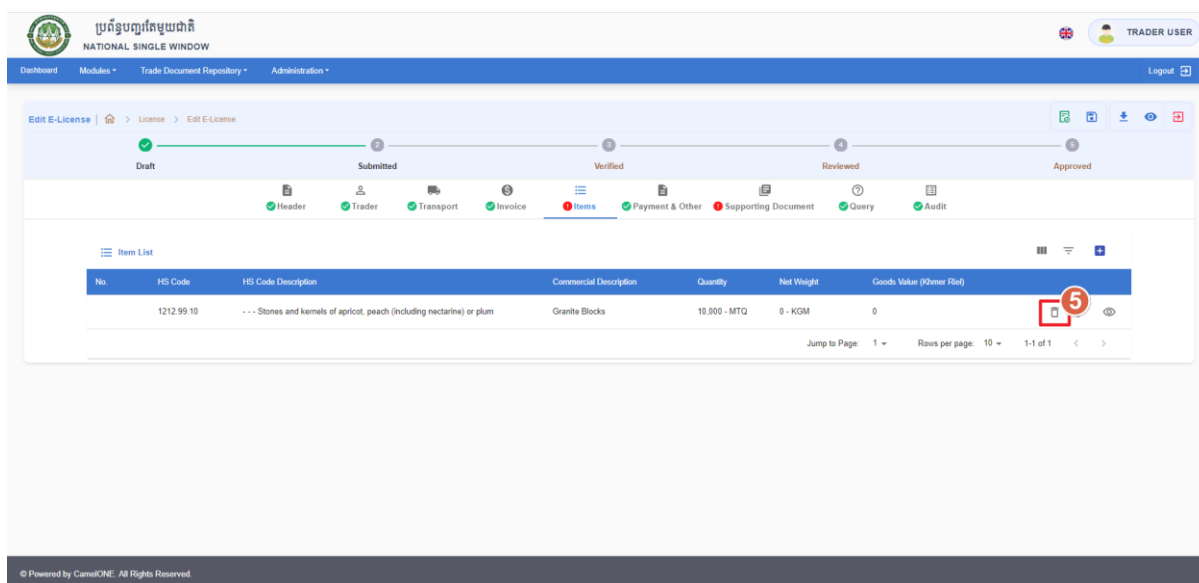 ប្រព័ន្ធបញ្ជរតែមួយជាតិ
NATIONAL SINGLE WINDOW
TRADER USER
Dashboard Modules Trade Document Repository Administration Logout
Edit E-License | > License > Edit E-License
2 3 4 5
Draft Submitted Verified Reviewed Approved
Header Trader Transport Invoice Items Payment & Other Supporting Document Query Audit
Item List
No. HS Code HS Code Description Commercial Description Quantity Net Weight Goods Value (Khmer Riel)
5
1212.99.10 - - - Stones and kernels of apricot, peach (including nectarine) or plum Granite Blocks 10,000 - MTQ 0 - KGM 0
Jump to Page: 1 Rows per page: 10 1-1 of 1 < >
© Powered by CamelONE. All Rights Reserved.